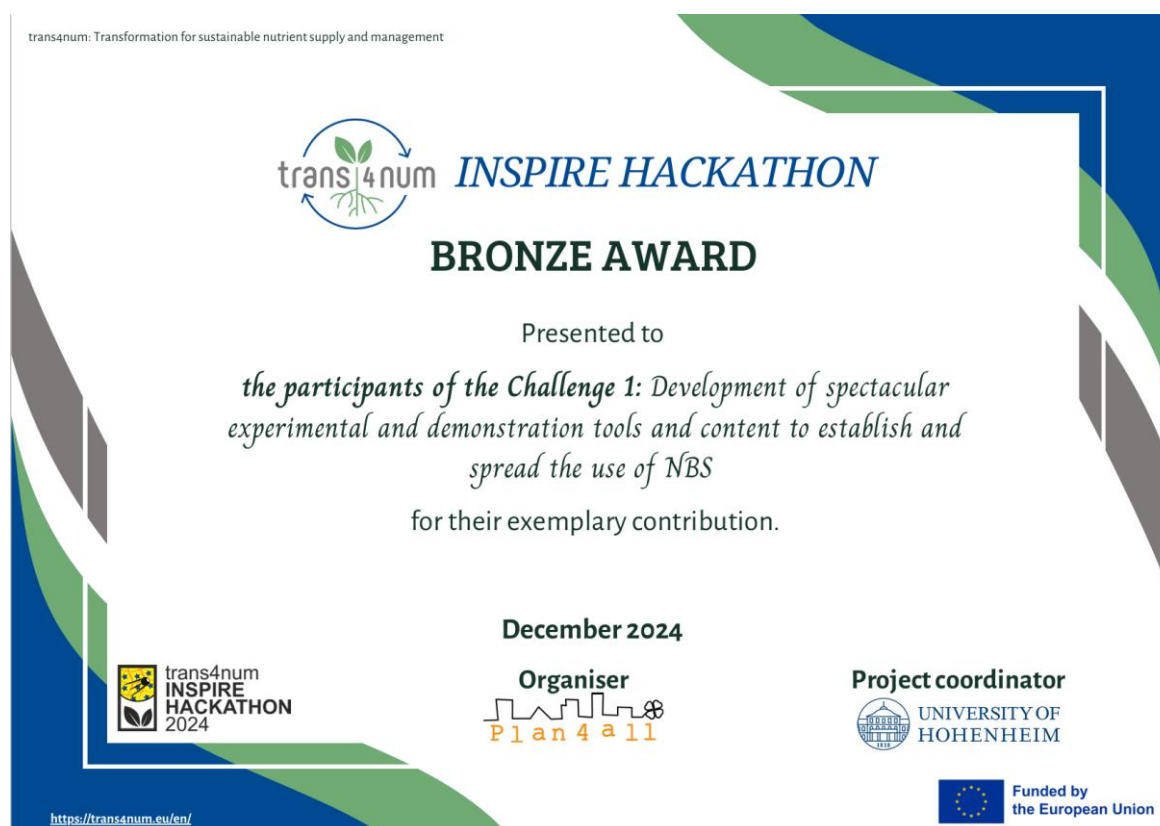 trans4num: Transformation for sustainable nutrient supply and management
trans4num INSPIRE HACKATHON
BRONZE AWARD
Presented to
the participants of the Challenge 1: Development of spectacular
experimental and demonstration tools and content to establish and
spread the use of NBS
for their exemplary contribution.
December 2024
trans4num
INSPIRE
HACKATHON
2024
Organiser
Plan4all
Project coordinator
1818
UNIVERSITY OF
HOHENHEIM
https://trans4num.eu/en/
Funded by
the European Union